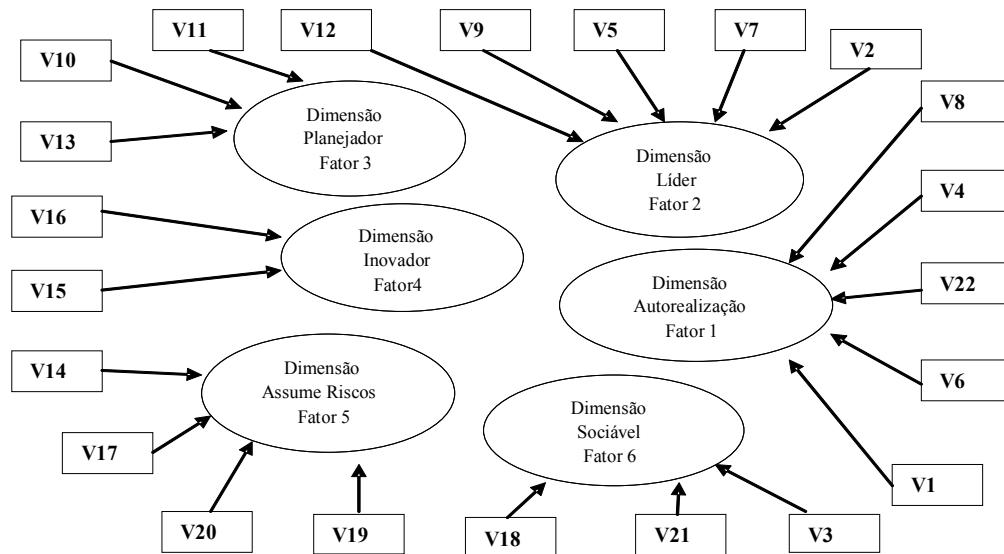 V11
V12
V9
V5
V7
V2
V10
V8
Dimensão
Planejador
Fator 3
V13
Dimensão
Líder
Fator 2
V4
V16
Dimensão
Inovador
Fator4
V15
Dimensão
Autorealização
Fator 1
V22
V14
Dimensão
Assume Riscos
Fator 5
V6
Dimensão
Sociável
Fator 6
V17
V1
V20
V19
V18
V21
V3